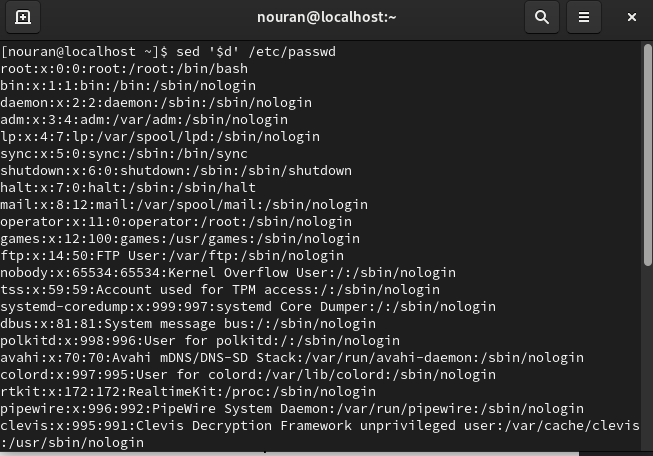 nouran@localhost:~
[nouran@localhost ~]$ sed '$d' /etc/passwd
root:x:0:0:root:/root:/bin/bash
bin:x:1:1:bin:/bin:/sbin/nologin
daemon:x:2:2:daemon:/sbin:/sbin/nologin
adm:x:3:4:adm:/var/adm:/sbin/nologin
lp:x:4:7:lp:/var/spool/lpd:/sbin/nologin
sync:x:5:0:sync:/sbin:/bin/sync
shutdown:x:6:0:shutdown:/sbin:/sbin/shutdown
halt:x:7:0:halt:/sbin:/sbin/halt
mail:x:8:12:mail:/var/spool/mail:/sbin/nologin
operator:x:11:0:operator:/root:/sbin/nologin
games:x:12:100:games:/usr/games:/sbin/nologin
ftp:x:14:50:FTP User:/var/ftp:/sbin/nologin
nobody:x:65534:65534:Kernel Overflow User:/:/sbin/nologin
tss:x:59:59:Account used for TPM access:/:/sbin/nologin
systemd-coredump:x:999:997:systemd Core Dumper:/:/sbin/nologin
dbus:x:81:81:System message bus:/:/sbin/nologin
polkitd:x:998:996:User for polkitd:/:/sbin/nologin
avahi:x:70:70:Avahi mDNS/DNS-SD Stack:/var/run/avahi-daemon:/sbin/nologin
colord:x:997:995:User for colord:/var/lib/colord:/sbin/nologin
rtkit:x:172:172:RealtimeKit:/proc:/sbin/nologin
pipewire:x:996:992:PipeWire System Daemon:/var/run/pipewire:/sbin/nologin
clevis:x:995:991:Clevis Decryption Framework unprivileged user:/var/cache/clevis
:/usr/sbin/nologin